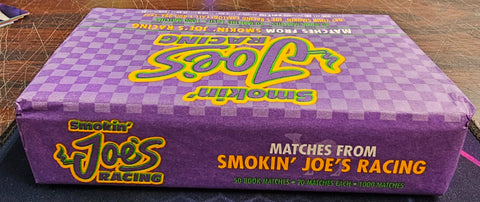 MATCHES FROM SMOKIN' JOE'S RACING
Smokin'
Joe's
RACING
Smokin'
Joe's
RACING
MATCHES FROM
SMOKIN' JOE'S RACING
50 BOOK MATCHES • 20 MATCHES EACH • 1000 MATCHES